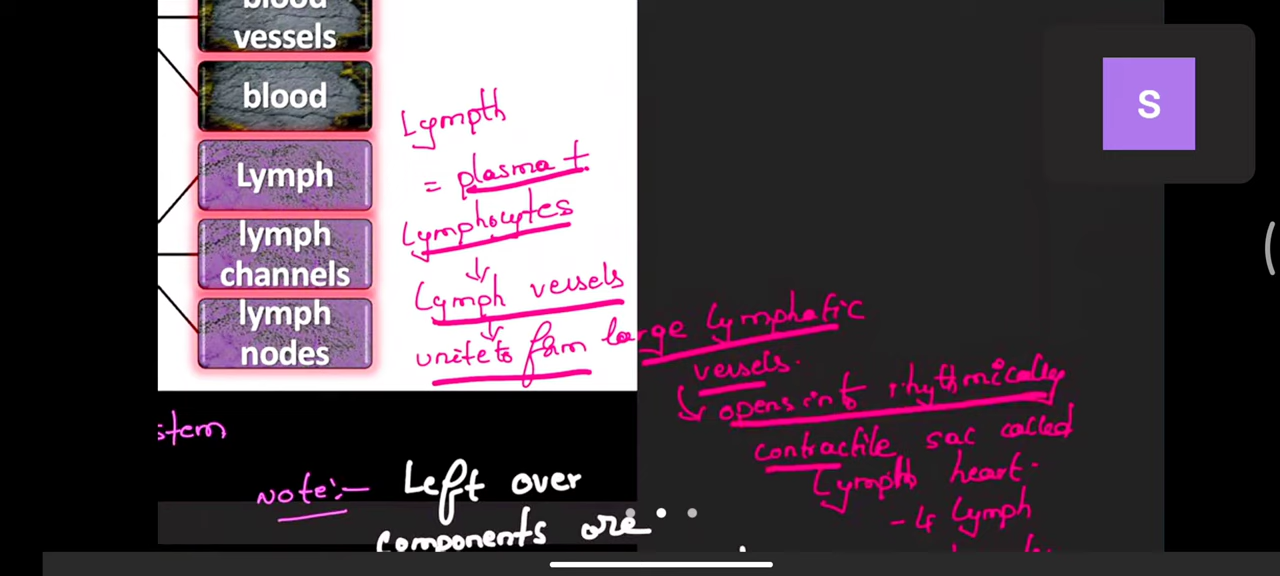 blood
vessels
blood
Lymph
lymph
channels
lymph
nodes
Lympth
= plasma +
Lymphocytes
↓
Lymph vessels
↓
unite to form large lymphatic
vessels.
↳ opens into rhythmically
contractile sac called
Lymph heart.
- 4 Lymph
stem
Note:- Left over
components are
S